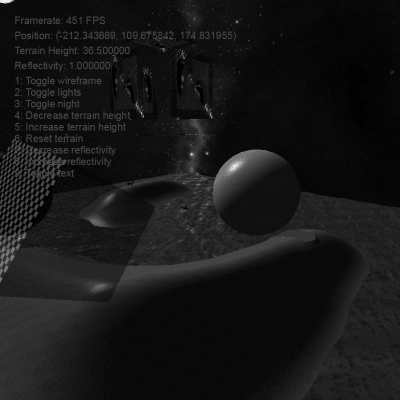 Framerate: 451 FPS
Position: (-212.343689, 109.675842, 174.831955)
Terrain Height: 36.500000
Reflectivity: 1.000000
1: Toggle wireframe
2: Toggle lights
3: Toggle night
4: Decrease terrain height
5: Increase terrain height
6: Reset terrain
reflectivity
reflectivity
text